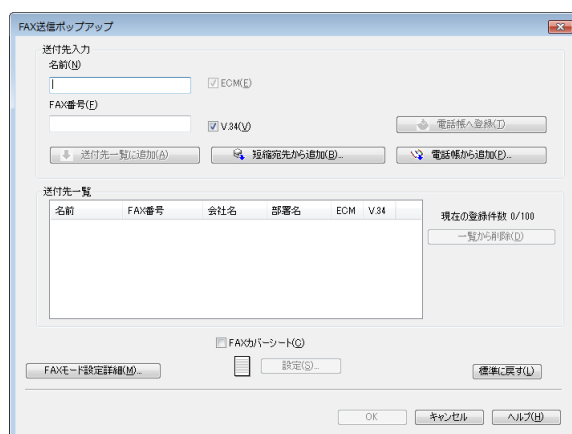 FAX送信ポップアップ
送付先入力
名前(N)
ECM(E)
FAX番号(F)
V.34(V)
電話帳へ登録(T)
送付先一覧に追加(A)
短縮宛先から追加(B)...
電話帳から追加(P)...
送付先一覧
名前 FAX番号 会社名 部署名 ECM V.34
現在の登録件数 0/100
一覧から削除(D)
FAXカバーシート(C)
FAXモード設定詳細(M)...
設定(S)...
標準に戻す(L)
OK キャンセル ヘルプ(H)